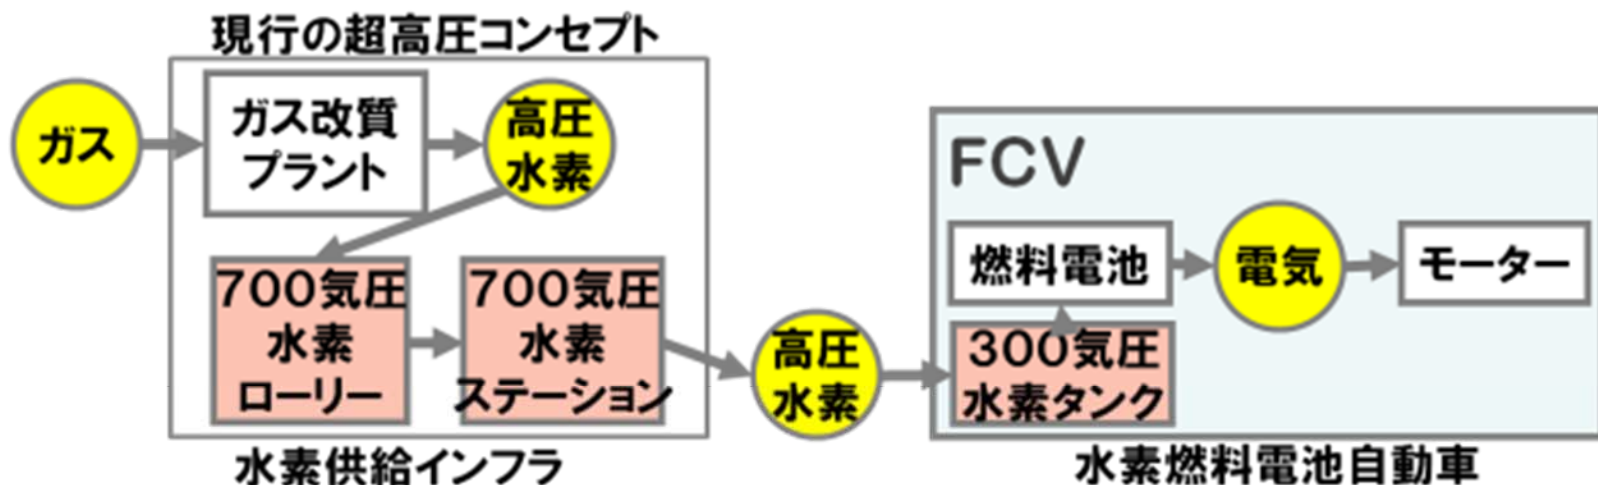 現行の超高圧コンセプト
ガス
ガス改質
プラント
高圧
水素
700気圧
水素
ローリー
700気圧
水素
ステーション
水素供給インフラ
高圧
水素
FCV
燃料電池
電気
モーター
300気圧
水素タンク
水素燃料電池自動車